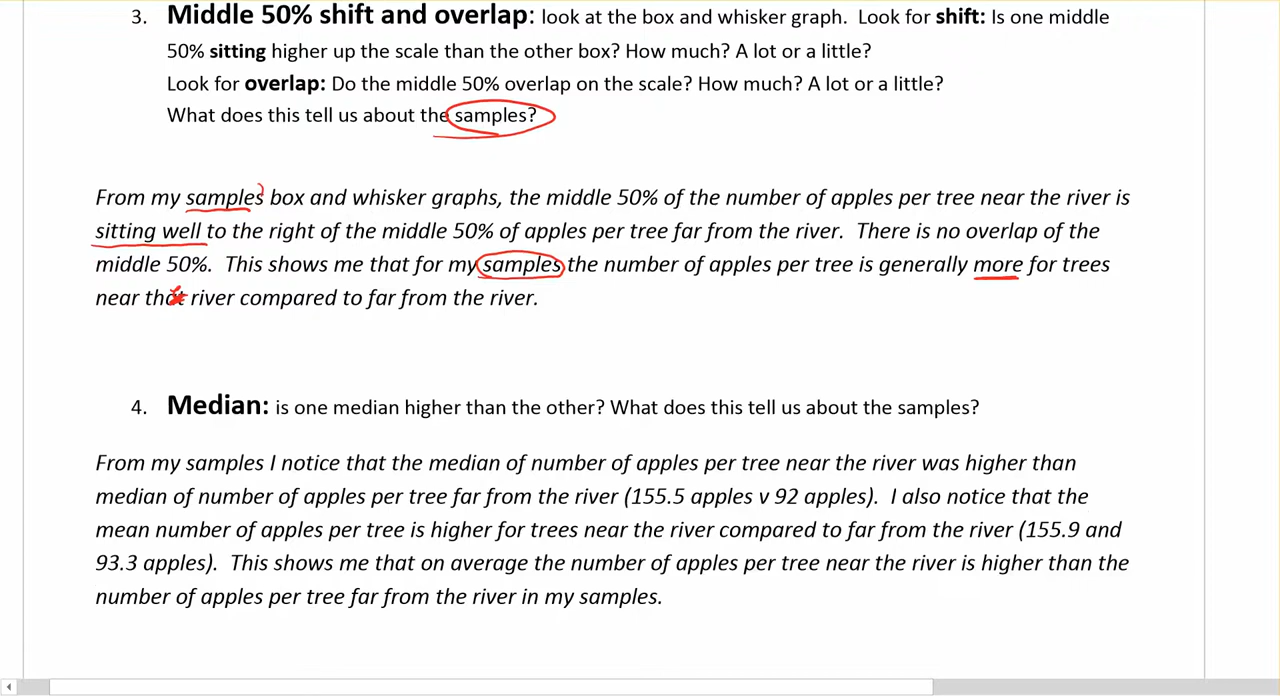 3. Middle 50% shift and overlap: look at the box and whisker graph. Look for shift: Is one middle
50% sitting higher up the scale than the other box? How much? A lot or a little?
Look for overlap: Do the middle 50% overlap on the scale? How much? A lot or a little?
What does this tell us about the samples?
From my samples' box and whisker graphs, the middle 50% of the number of apples per tree near the river is
sitting well to the right of the middle 50% of apples per tree far from the river. There is no overlap of the
middle 50%. This shows me that for my samples the number of apples per tree is generally more for trees
near that river compared to far from the river.
4. Median: is one median higher than the other? What does this tell us about the samples?
From my samples I notice that the median of number of apples per tree near the river was higher than
median of number of apples per tree far from the river (155.5 apples v 92 apples). I also notice that the
mean number of apples per tree is higher for trees near the river compared to far from the river (155.9 and
93.3 apples). This shows me that on average the number of apples per tree near the river is higher than the
number of apples per tree far from the river in my samples.